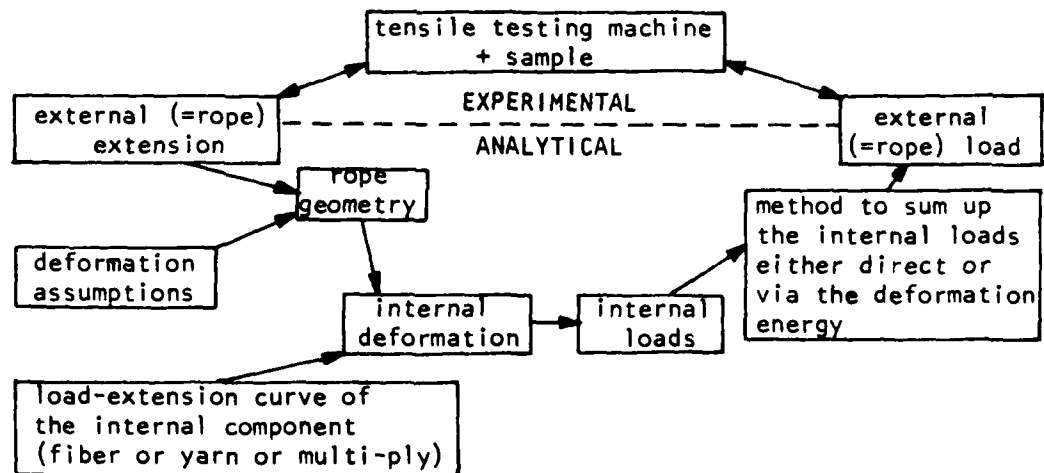 tensile testing machine
+ sample
external (=rope)
extension
EXPERIMENTAL
ANALYTICAL
external
(=rope) load
rope
geometry
deformation
assumptions
method to sum up
the internal loads
either direct or
via the deformation
energy
internal
deformation
internal
loads
load-extension curve of
the internal component
(fiber or yarn or multi-ply)